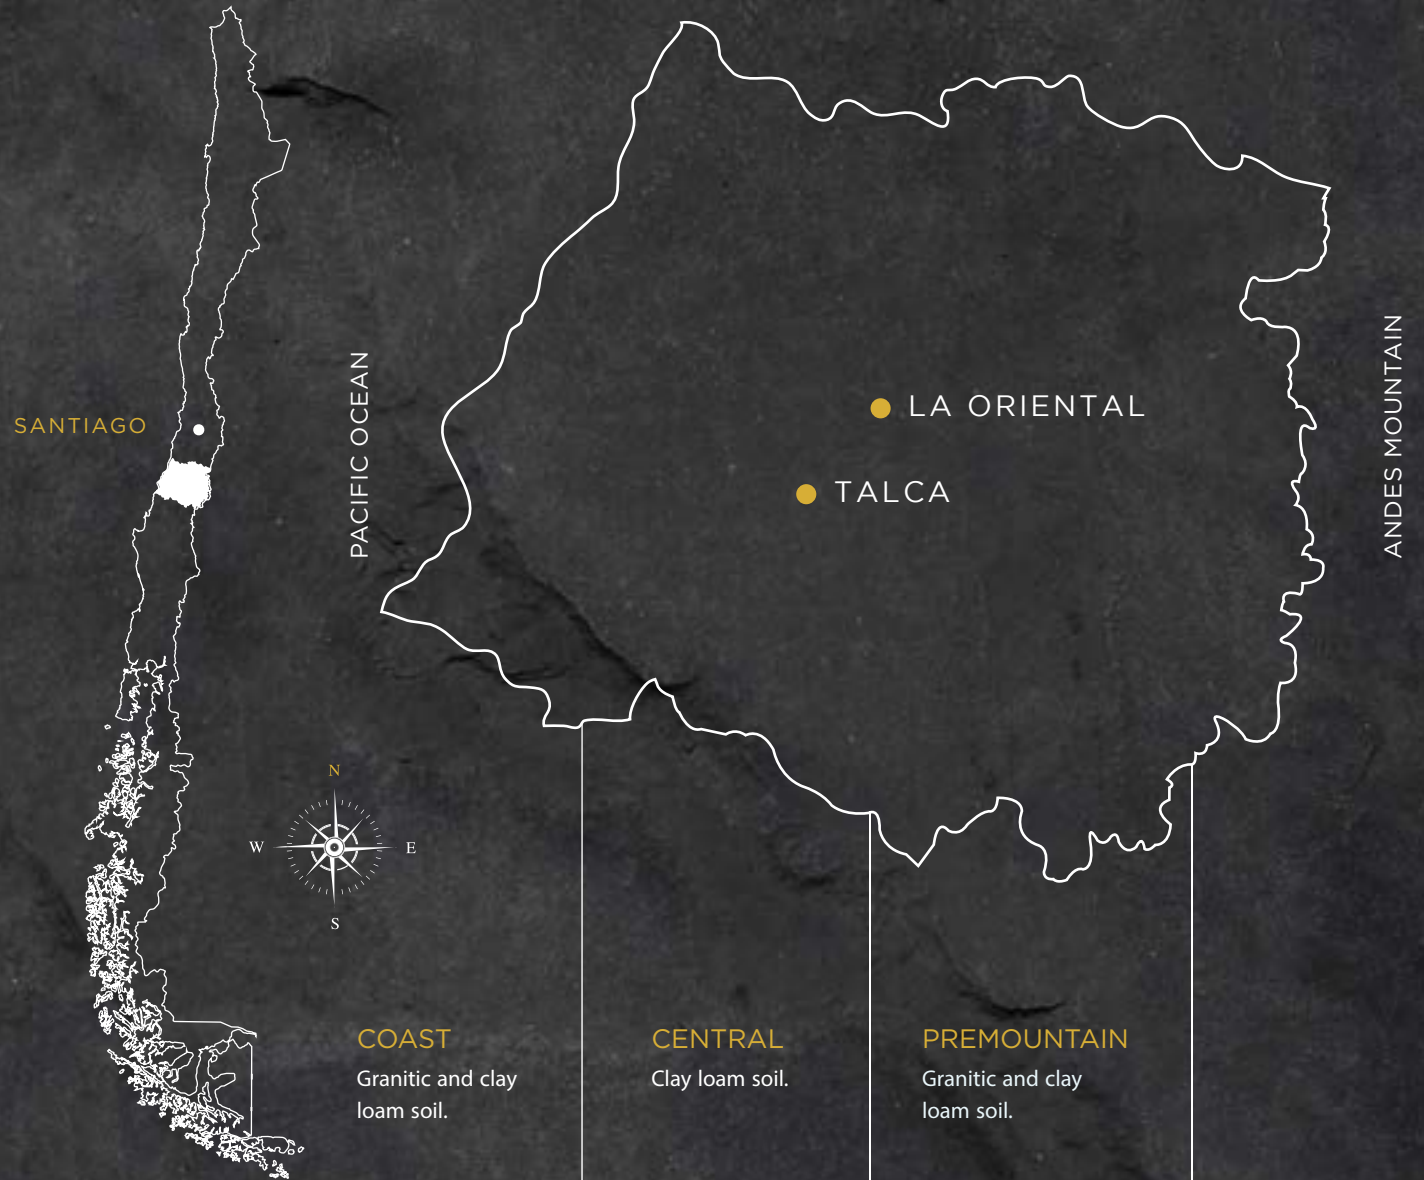 SANTIAGO
PACIFIC OCEAN
LA ORIENTAL
TALCA
ANDES MOUNTAIN
N
W
E
S
COAST
Granitic and clay
loam soil.
CENTRAL
Clay loam soil.
PREMOUNTAIN
Granitic and clay
loam soil.